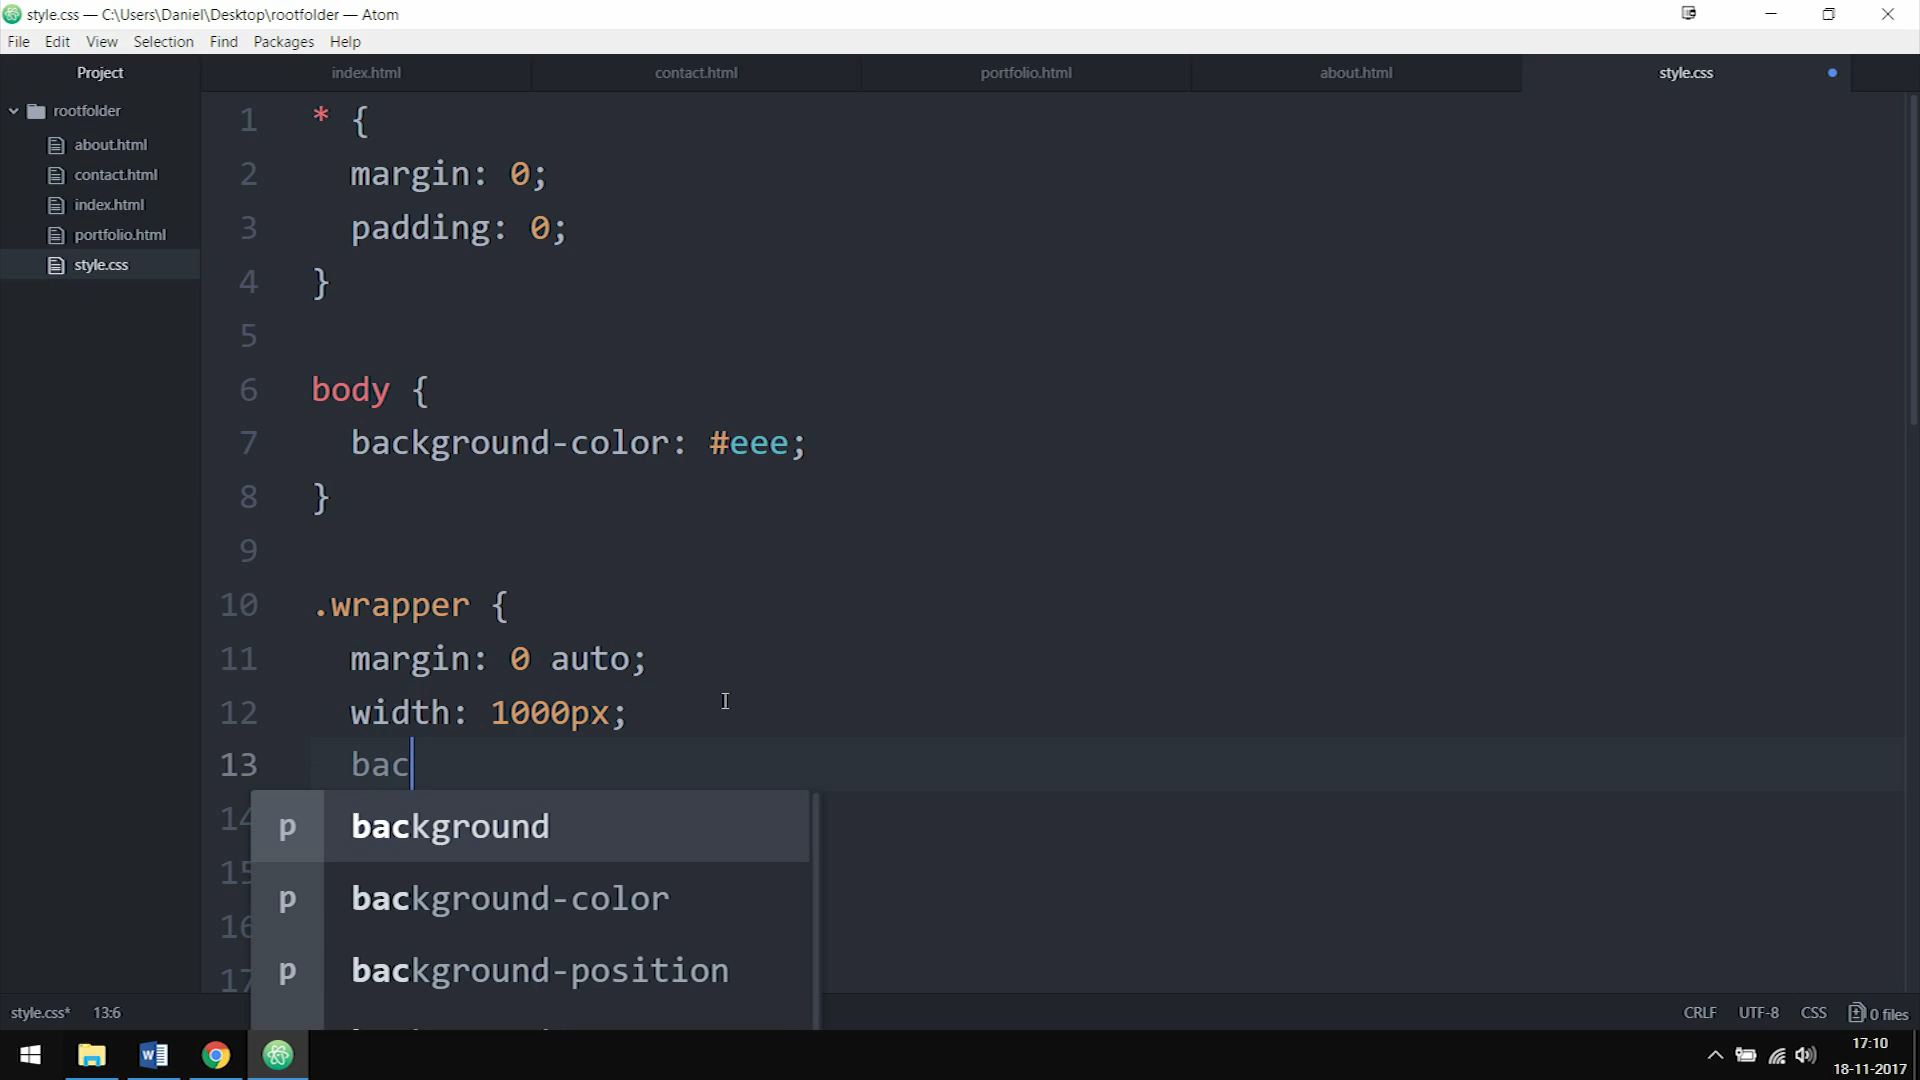 style.css — C:\Users\Daniel\Desktop\rootfolder — Atom
File Edit View Selection Find Packages Help
Project
index.html contact.html portfolio.html about.html style.css
rootfolder
about.html
contact.html
index.html
portfolio.html
style.css
1 * {
2 margin: 0;
3 padding: 0;
4 }
5
6 body {
7 background-color: #eee;
8 }
9
10 .wrapper {
11 margin: 0 auto;
12 width: 1000px;
13 bac
14
p background
15
p background-color
16
p background-position
17
style.css* 13:6 CRLF UTF-8 CSS 0 files
17:10
18-11-2017